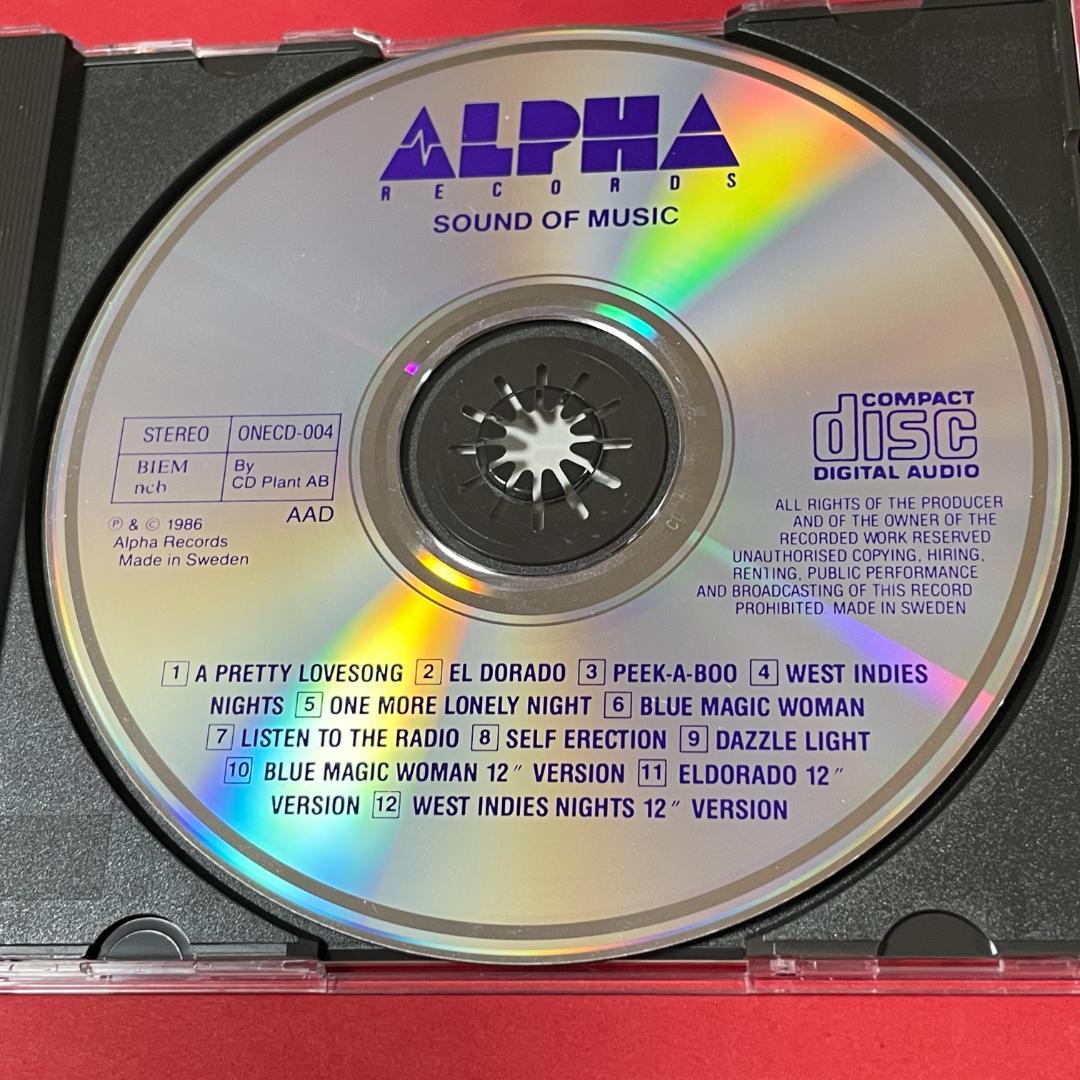 ALPHA
RECORDS
SOUND OF MUSIC
STEREO ONECD-004
BIEM
ncb
By
CD Plant AB
AAD
℗ & © 1986
Alpha Records
Made in Sweden
COMPACT
disc
DIGITAL AUDIO
ALL RIGHTS OF THE PRODUCER
AND OF THE OWNER OF THE
RECORDED WORK RESERVED
UNAUTHORISED COPYING, HIRING,
RENTING, PUBLIC PERFORMANCE
AND BROADCASTING OF THIS RECORD
PROHIBITED. MADE IN SWEDEN
1 A PRETTY LOVESONG 2 EL DORADO 3 PEEK-A-BOO 4 WEST INDIES
NIGHTS 5 ONE MORE LONELY NIGHT 6 BLUE MAGIC WOMAN
7 LISTEN TO THE RADIO 8 SELF ERECTION 9 DAZZLE LIGHT
10 BLUE MAGIC WOMAN 12" VERSION 11 ELDORADO 12"
VERSION 12 WEST INDIES NIGHTS 12" VERSION